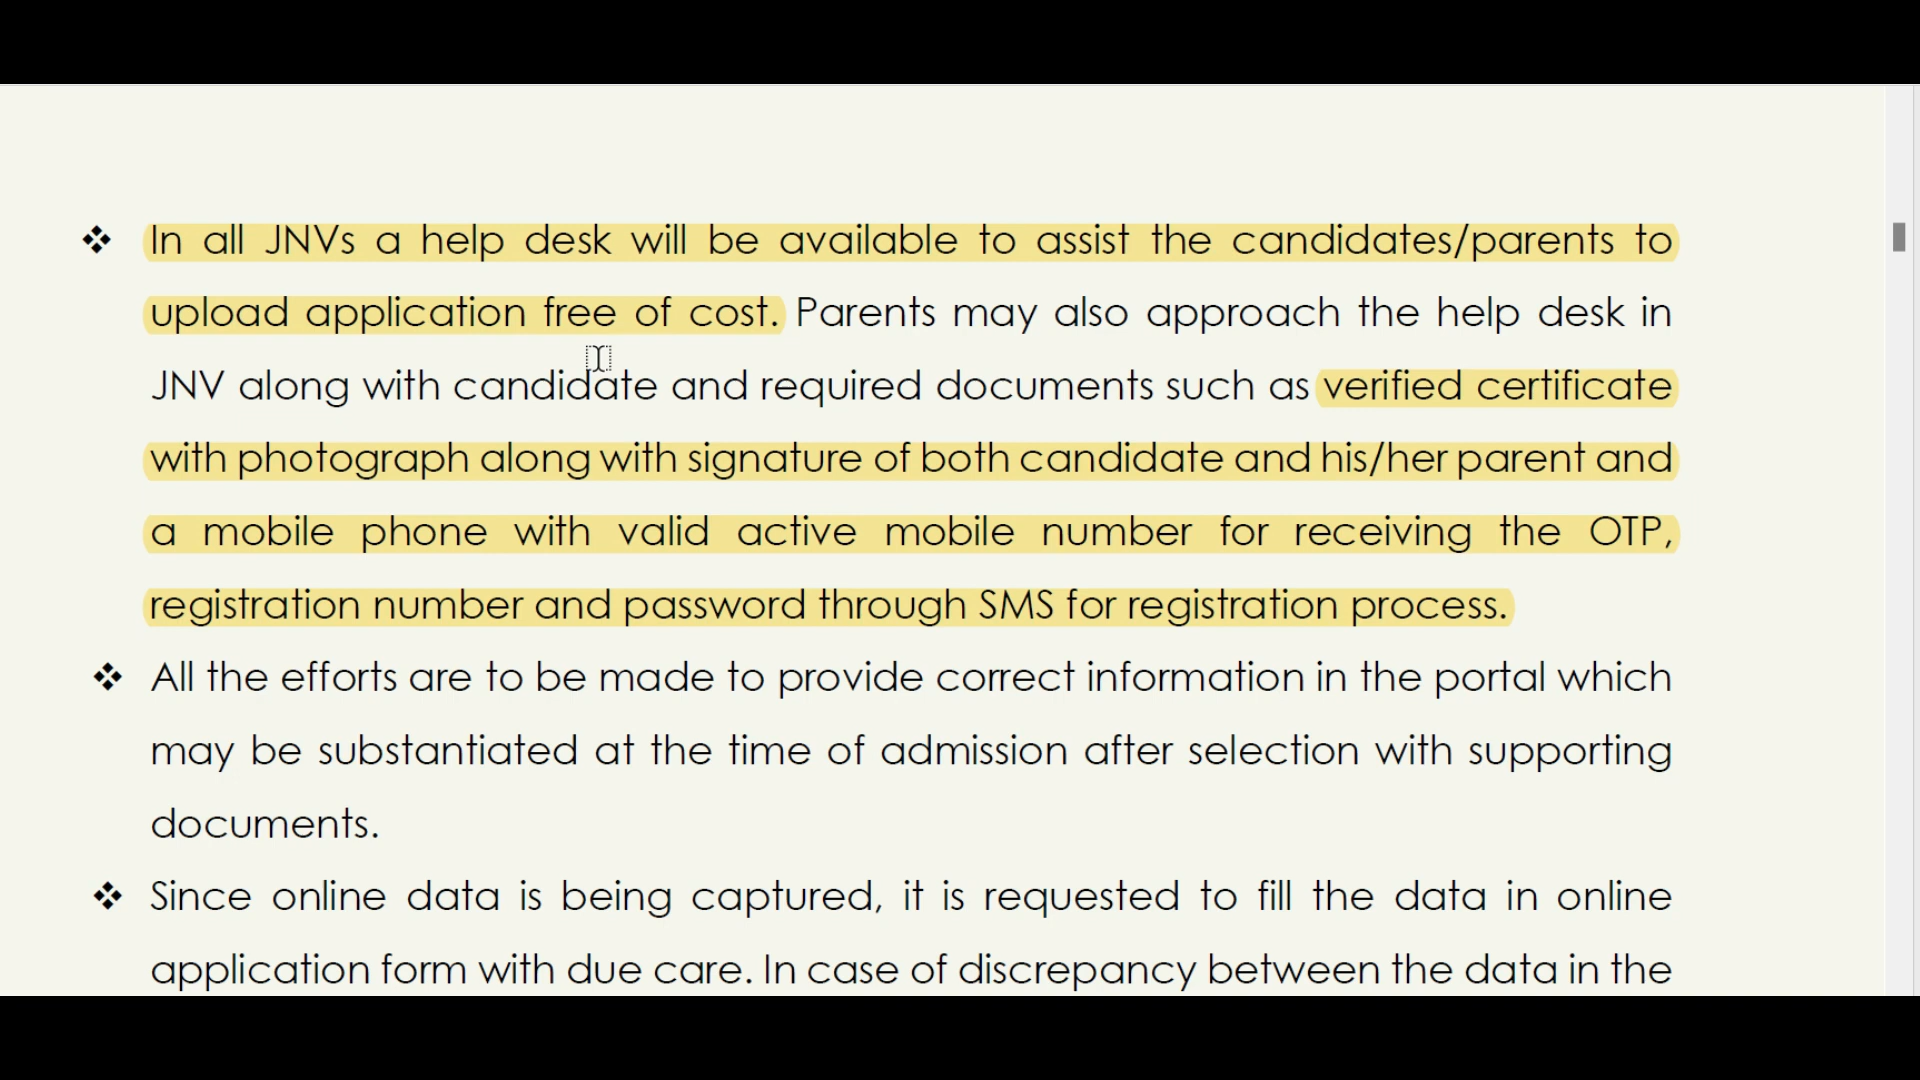 ❖ In all JNVs a help desk will be available to assist the candidates/parents to
upload application free of cost. Parents may also approach the help desk in
JNV along with candidate and required documents such as verified certificate
with photograph along with signature of both candidate and his/her parent and
a mobile phone with valid active mobile number for receiving the OTP,
registration number and password through SMS for registration process.
❖ All the efforts are to be made to provide correct information in the portal which
may be substantiated at the time of admission after selection with supporting
documents.
❖ Since online data is being captured, it is requested to fill the data in online
application form with due care. In case of discrepancy between the data in the